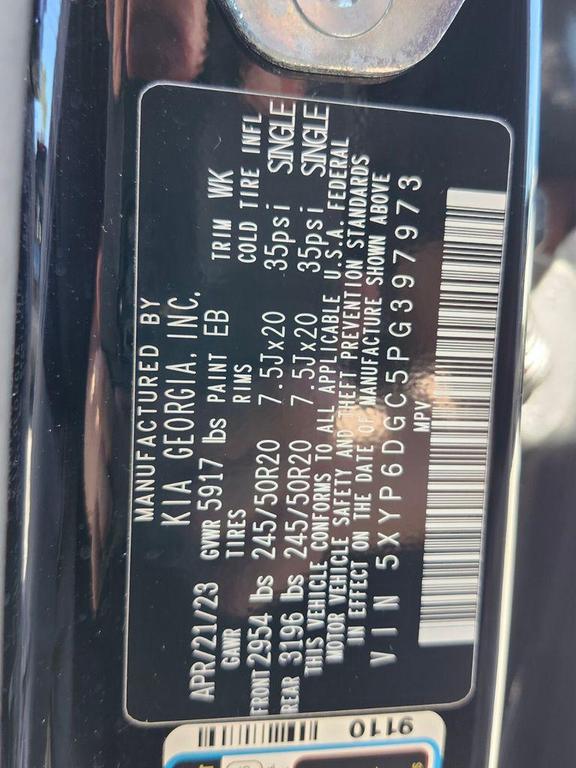 MANUFACTURED BY
KIA GEORGIA, INC.
APR/21/23 GVWR 5917 lbs PAINT EB TRIM WK
GAWR TIRES RIMS COLD TIRE INFL
FRONT 2954 lbs 245/50R20 7.5Jx20 35psi SINGLE
REAR 3196 lbs 245/50R20 7.5Jx20 35psi SINGLE
THIS VEHICLE CONFORMS TO ALL APPLICABLE U.S.A. FEDERAL
MOTOR VEHICLE SAFETY AND THEFT PREVENTION STANDARDS
IN EFFECT ON THE DATE OF MANUFACTURE SHOWN ABOVE
VIN 5XYP6DGC5PG397973
MPV
9110